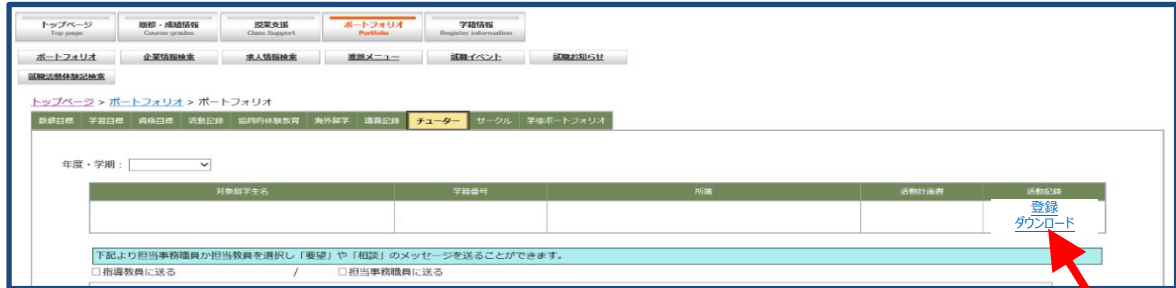 トップページ 履修・成績情報 授業支援 ポートフォリオ 学籍情報
Top page Course grades Class Support Portfolio Register information
ポートフォリオ 企業情報検索 求人情報検索 進路メニュー 就職イベント 就職お知らせ
就職活動体験記検索
トップページ > ポートフォリオ > ポートフォリオ
数値目標 学習目標 資格目標 活動記録 協同的体験教育 海外留学 講義記録 チューター サークル 学修ポートフォリオ
年度・学期：
対象留学生名 学籍番号 所属 活動計画書 活動記録
登録
ダウンロード
下記より担当事務職員か担当教員を選択し「要望」や「相談」のメッセージを送ることができます。
指導教員に送る / 担当事務職員に送る